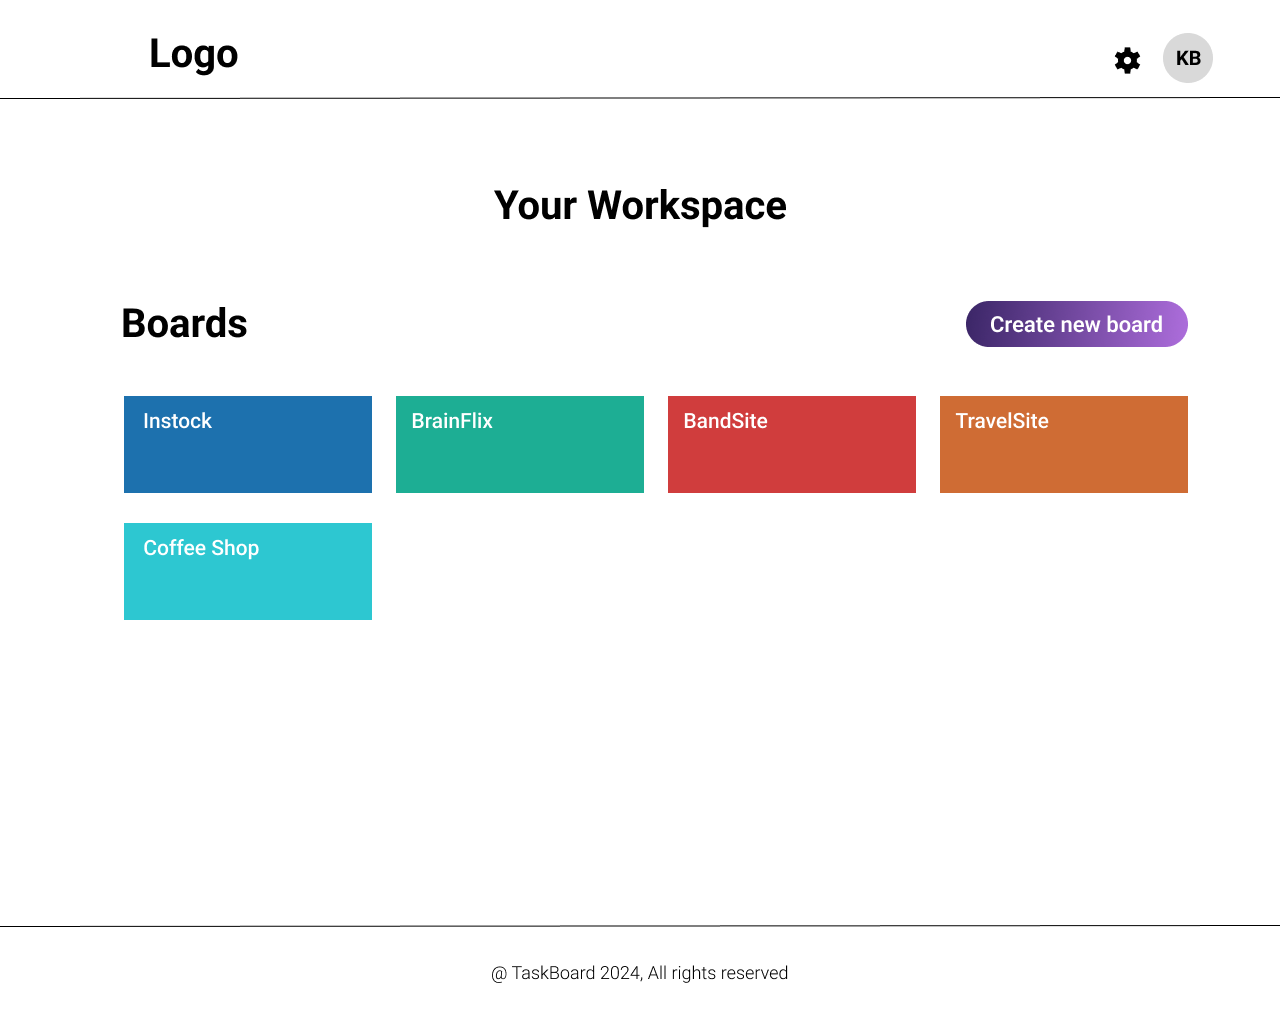 Logo
KB
Your Workspace
Boards
Create new board
Instock
BrainFlix
BandSite
TravelSite
Coffee Shop
@ TaskBoard 2024, All rights reserved